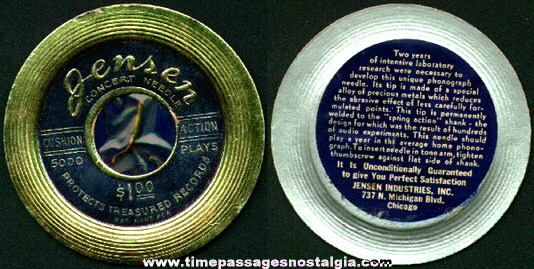 Jensen
CONCERT NEEDLE
CUSHION
ACTION
5000
PLAYS
$1.00
PROTECTS TREASURED RECORDS
Two years
of intensive laboratory
research were necessary to
develop this unique phonograph
needle. Its tip is made of a special
alloy of precious metals which reduces
the abrasive effect of less carefully for-
mulated points. This tip is permanently
welded to the "spring action" shank - the
design for which was the result of hundreds
of audio experiments. This needle should
play a year in the average home phono-
graph. To insert needle in tone arm, tighten
thumbscrew against flat side of shank.
It Is Unconditionally Guaranteed
to give You Perfect Satisfaction
JENSEN INDUSTRIES, INC.
737 N. Michigan Blvd.
Chicago
www.timepassagesnostalgia.com